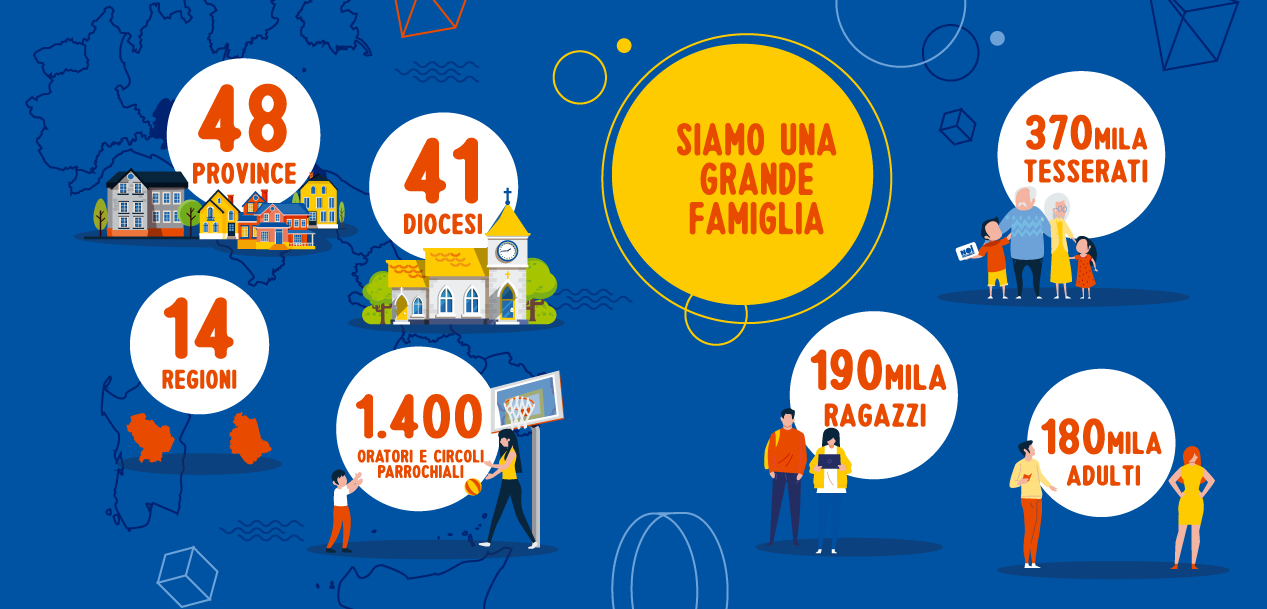 48
PROVINCE
41
DIOCESI
14
REGIONI
1.400
ORATORI E CIRCOLI
PARROCHIALI
SIAMO UNA
GRANDE
FAMIGLIA
370MILA
TESSERATI
NOI
190MILA
RAGAZZI
180MILA
ADULTI